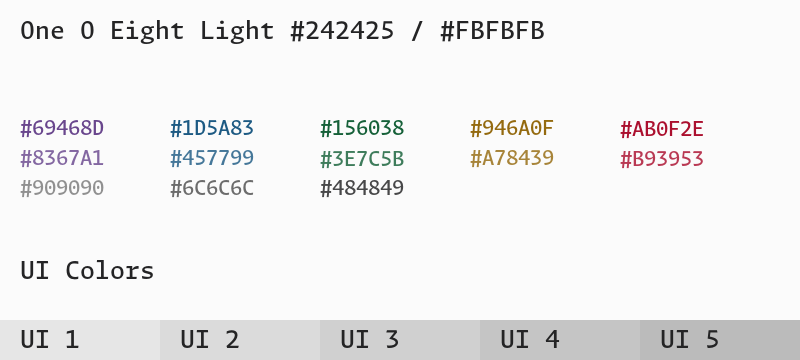 One O Eight Light #242425 / #FBFBFB
#69468D #1D5A83 #156038 #946A0F #AB0F2E
#8367A1 #457799 #3E7C5B #A78439 #B93953
#909090 #6C6C6C #484849
UI Colors
UI 1 UI 2 UI 3 UI 4 UI 5